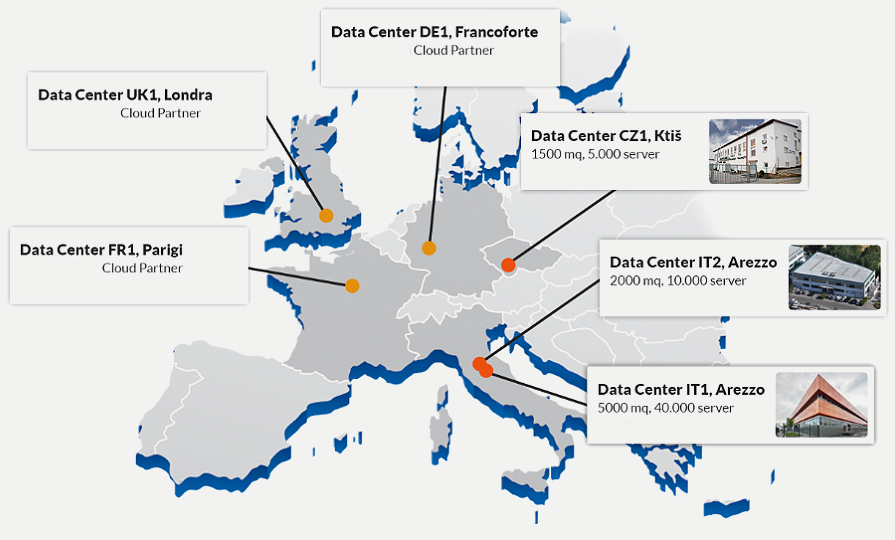 Data Center DE1, Francoforte
Cloud Partner
Data Center UK1, Londra
Cloud Partner
Data Center CZ1, Ktiš
1500 mq, 5.000 server
Data Center FR1, Parigi
Cloud Partner
Data Center IT2, Arezzo
2000 mq, 10.000 server
Data Center IT1, Arezzo
5000 mq, 40.000 server